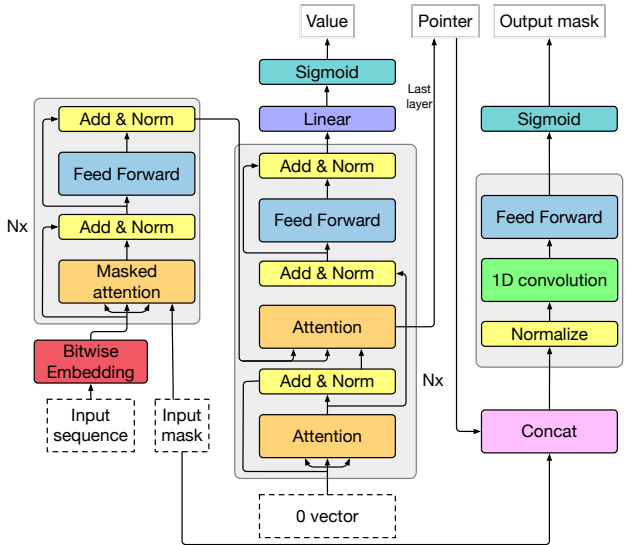 Value
Pointer
Output mask
Sigmoid
Last
layer
Linear
Sigmoid
Add & Norm
Feed Forward
Add & Norm
Masked
attention
Nx
Bitwise
Embedding
Input
sequence
Input
mask
Add & Norm
Feed Forward
Add & Norm
Attention
Add & Norm
Nx
Attention
0 vector
Feed Forward
1D convolution
Normalize
Concat